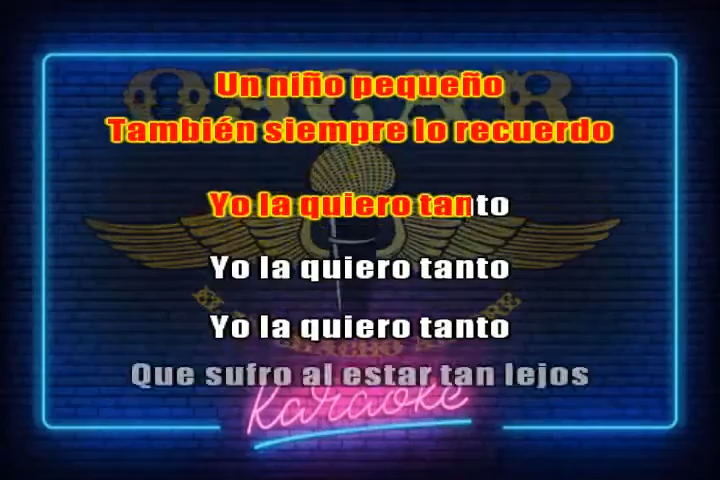 OSCAR
Un niño pequeño
También siempre lo recuerdo
Yo la quiero tanto
Yo la quiero tanto
Yo la quiero tanto
Que sufro al estar tan lejos
Karaoke